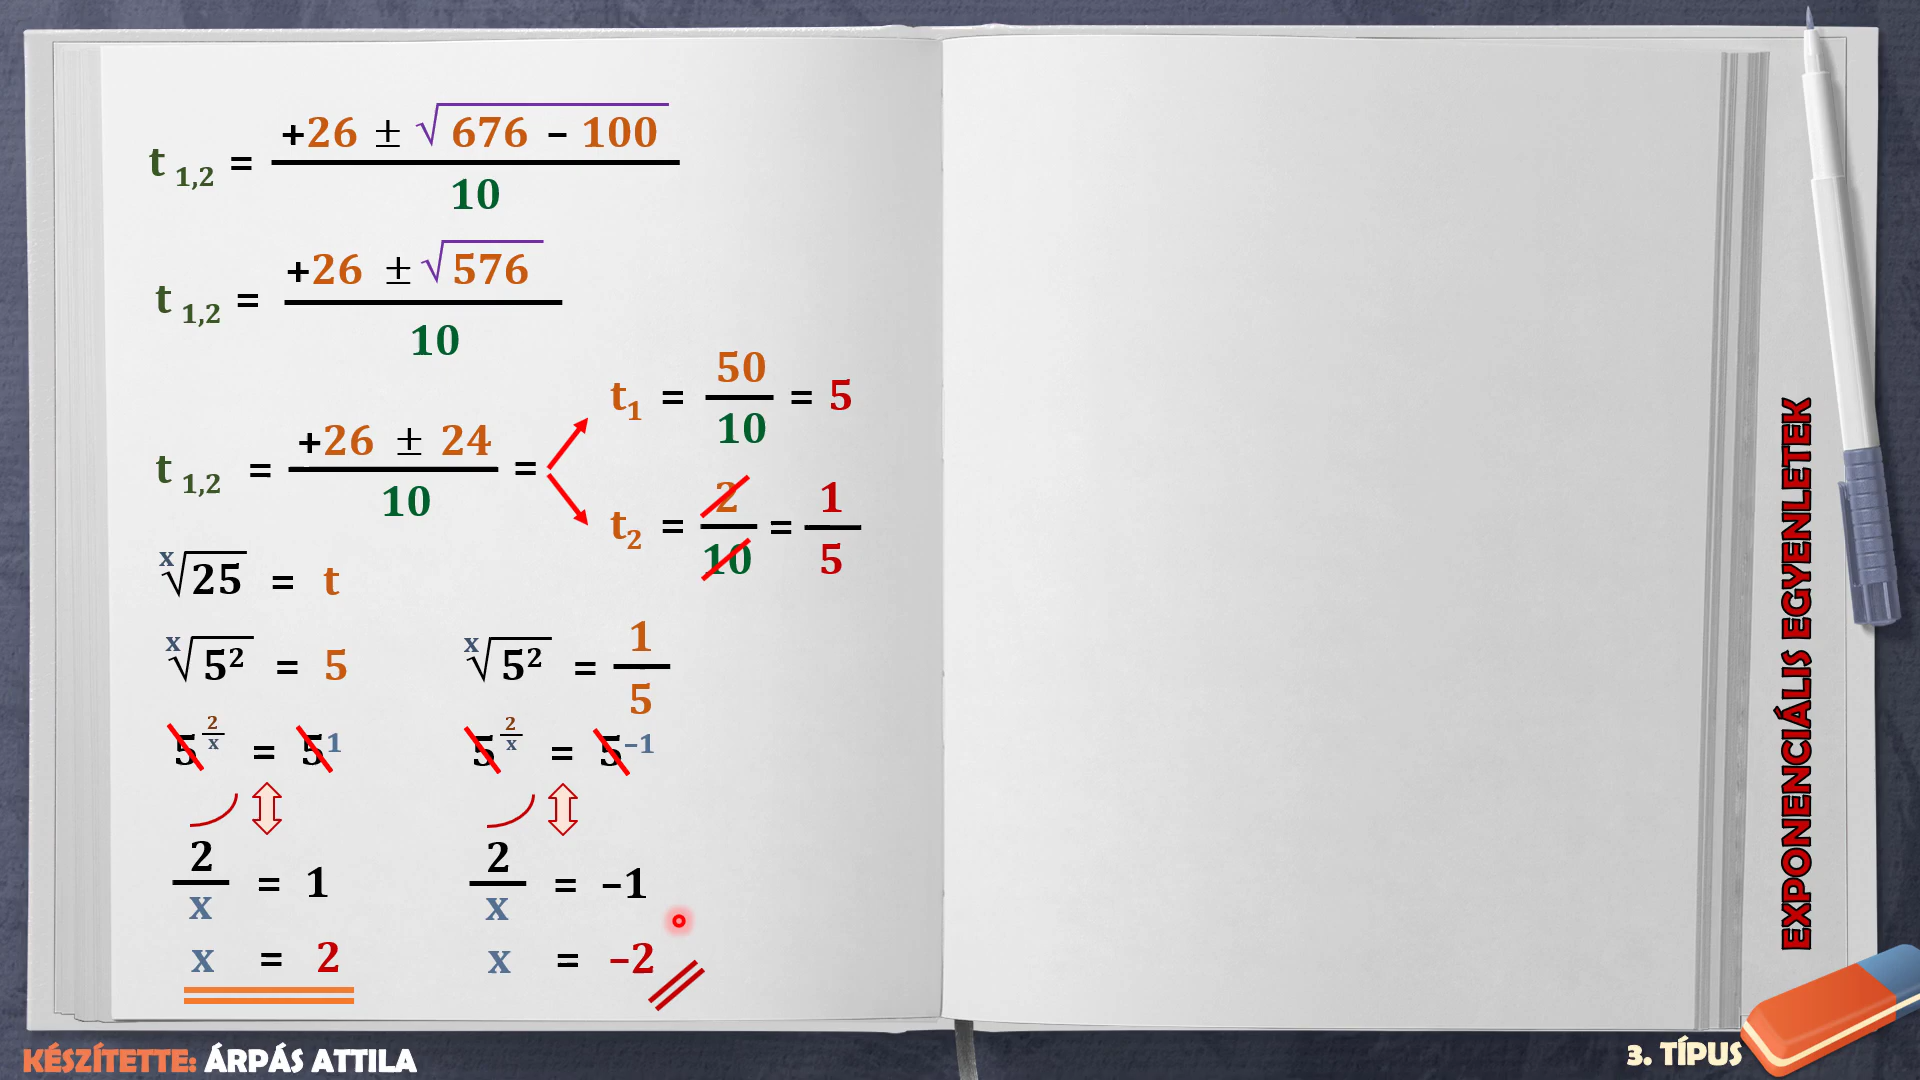 t 1,2 = +26 ± √676 – 100 / 10
t 1,2 = +26 ± √576 / 10
t 1,2 = +26 ± 24 / 10 =
t₁ = 50 / 10 = 5
t₂ = 2 / 10 = 1 / 5
ˣ√25 = t
ˣ√5² = 5
5^(2/x) = 5¹
2 / x = 1
x = 2
ˣ√5² = 1 / 5
5^(2/x) = 5⁻¹
2 / x = –1
x = –2
EXPONENCIÁLIS EGYENLETEK
KÉSZÍTETTE: ÁRPÁS ATTILA
3. TÍPUS